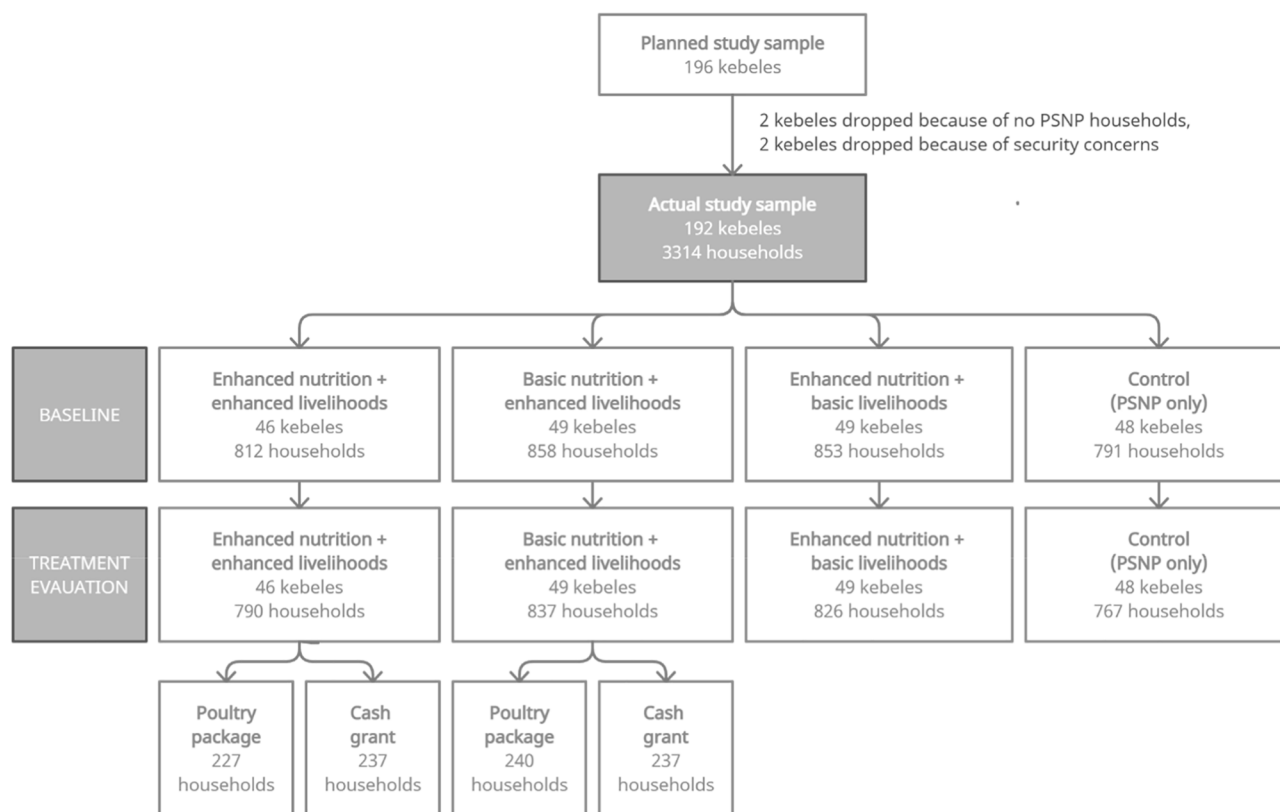 Planned study sample
196 kebeles
2 kebeles dropped because of no PSNP households,
2 kebeles dropped because of security concerns
Actual study sample
192 kebeles
3314 households
BASELINE
Enhanced nutrition +
enhanced livelihoods
46 kebeles
812 households
Basic nutrition +
enhanced livelihoods
49 kebeles
858 households
Enhanced nutrition +
basic livelihoods
49 kebeles
853 households
Control
(PSNP only)
48 kebeles
791 households
TREATMENT
EVAUATION
Enhanced nutrition +
enhanced livelihoods
46 kebeles
790 households
Basic nutrition +
enhanced livelihoods
49 kebeles
837 households
Enhanced nutrition +
basic livelihoods
49 kebeles
826 households
Control
(PSNP only)
48 kebeles
767 households
Poultry
package
227
households
Cash
grant
237
households
Poultry
package
240
households
Cash
grant
237
households